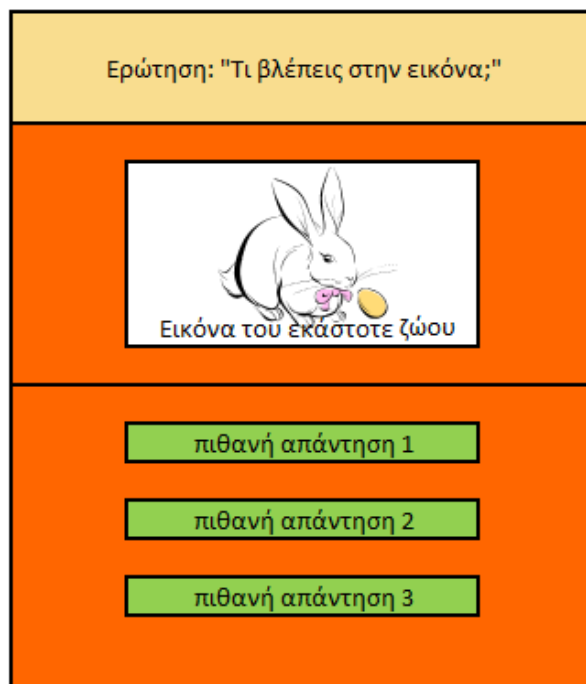 Ερώτηση: "Τι βλέπεις στην εικόνα;"
Εικόνα του εκάστοτε ζώου
πιθανή απάντηση 1
πιθανή απάντηση 2
πιθανή απάντηση 3